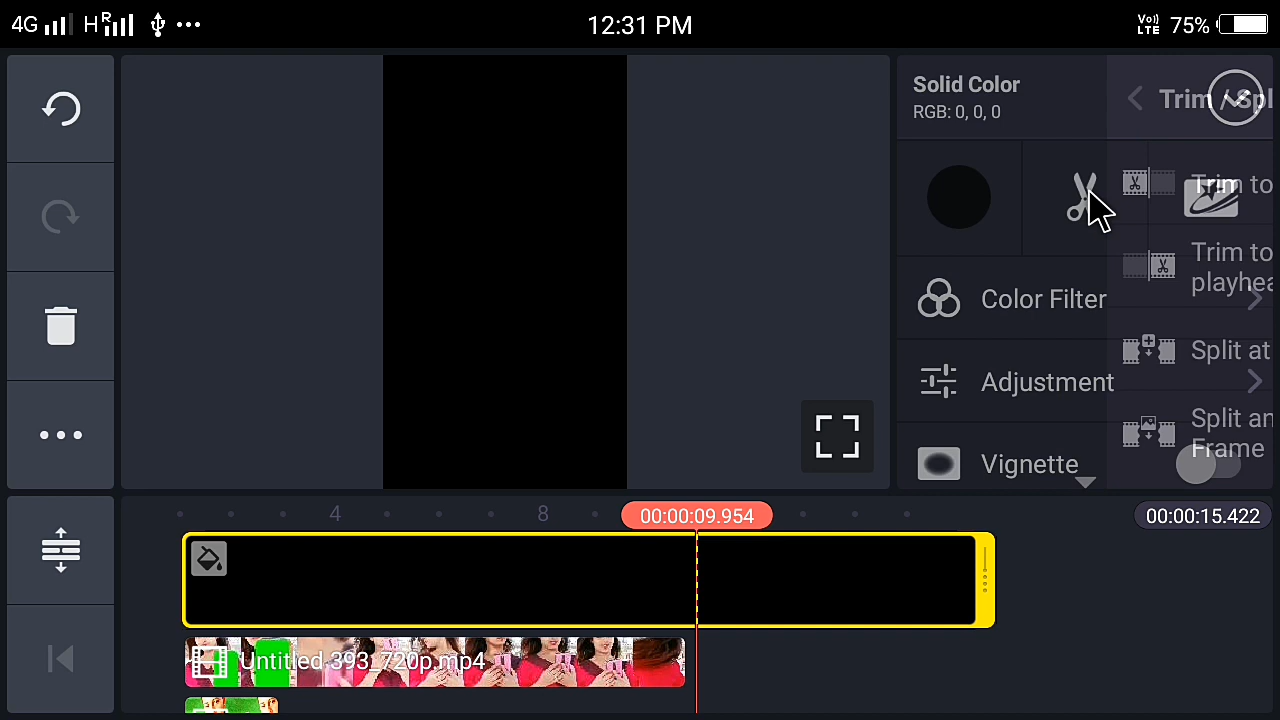 4G H R 12:31 PM Vo)) LTE 75%
Solid Color
RGB: 0, 0, 0
Trim / Spl
Trim to
Trim to
playhea
Color Filter
Split at
Adjustment
Split an
Frame
Vignette
4 8 00:00:09.954 00:00:15.422
Untitled 393_720p.mp4